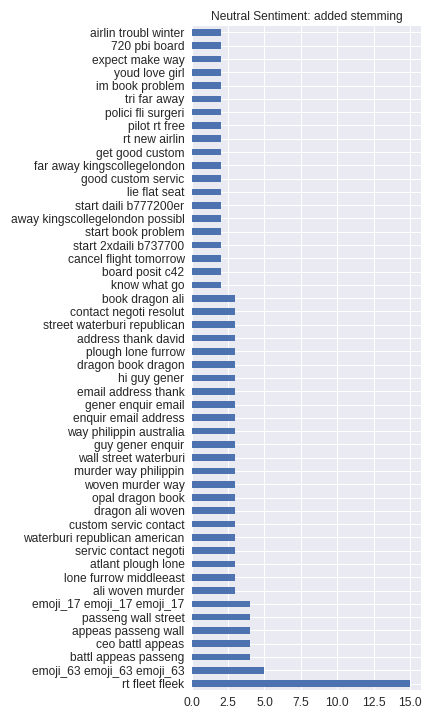 Neutral Sentiment: added stemming
airlin troubl winter
720 pbi board
expect make way
youd love girl
im book problem
tri far away
polici fli surgeri
pilot rt free
rt new airlin
get good custom
far away kingscollegelondon
good custom servic
lie flat seat
start daili b777200er
away kingscollegelondon possibl
start book problem
start 2xdaili b737700
cancel flight tomorrow
board posit c42
know what go
book dragon ali
contact negoti resolut
street waterburi republican
address thank david
plough lone furrow
dragon book dragon
hi guy gener
email address thank
gener enquir email
enquir email address
way philippin australia
guy gener enquir
wall street waterburi
murder way philippin
woven murder way
opal dragon book
dragon ali woven
custom servic contact
waterburi republican american
servic contact negoti
atlant plough lone
lone furrow middleeast
ali woven murder
emoji_17 emoji_17 emoji_17
passeng wall street
appeas passeng wall
ceo battl appeas
battl appeas passeng
emoji_63 emoji_63 emoji_63
rt fleet fleek
0.0 2.5 5.0 7.5 10.0 12.5 15.0